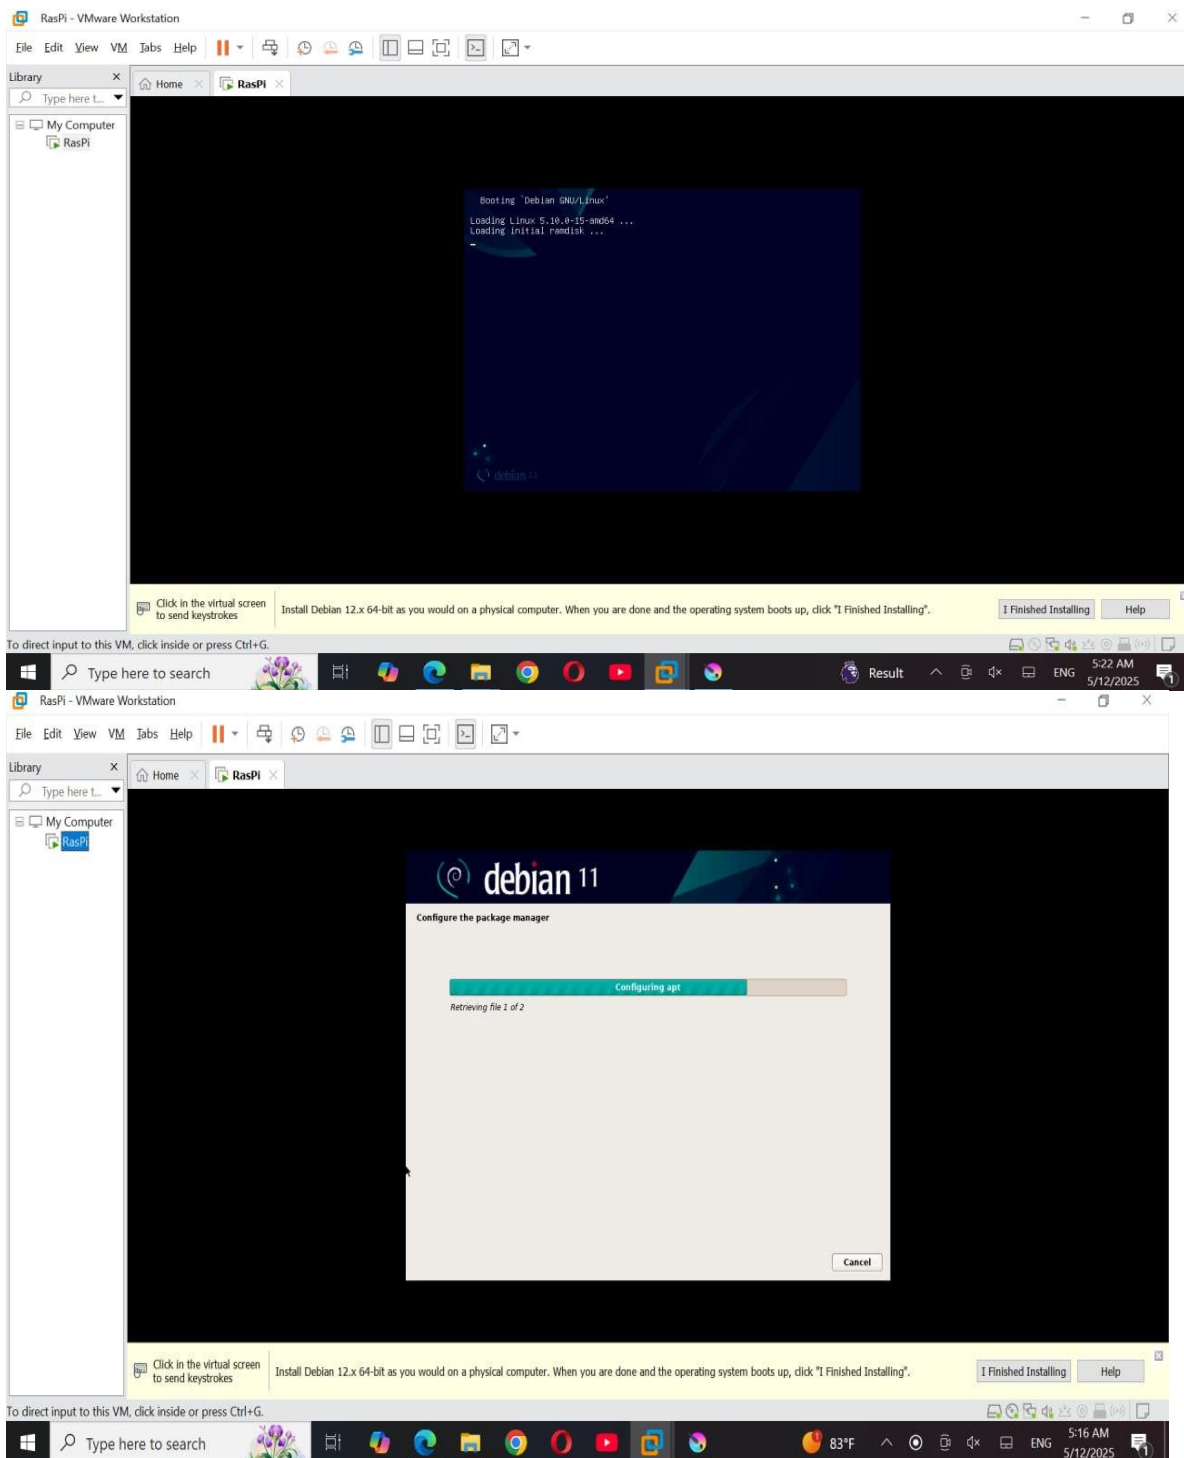 RasPi - VMware Workstation
File Edit View VM Tabs Help
Library
Home
RasPi
Type here t...
My Computer
RasPi
Booting `Debian GNU/Linux'
Loading Linux 5.10.0-15-amd64 ...
Loading initial ramdisk ...
debian 11
Click in the virtual screen
to send keystrokes
Install Debian 12.x 64-bit as you would on a physical computer. When you are done and the operating system boots up, click "I Finished Installing".
I Finished Installing
Help
To direct input to this VM, click inside or press Ctrl+G.
Type here to search
Result
ENG
5:22 AM
5/12/2025
1
RasPi - VMware Workstation
File Edit View VM Tabs Help
Library
Home
RasPi
Type here t...
My Computer
RasPi
debian 11
Configure the package manager
Configuring apt
Retrieving file 1 of 2
Cancel
Click in the virtual screen
to send keystrokes
Install Debian 12.x 64-bit as you would on a physical computer. When you are done and the operating system boots up, click "I Finished Installing".
I Finished Installing
Help
To direct input to this VM, click inside or press Ctrl+G.
Type here to search
83°F
ENG
5:16 AM
5/12/2025
1